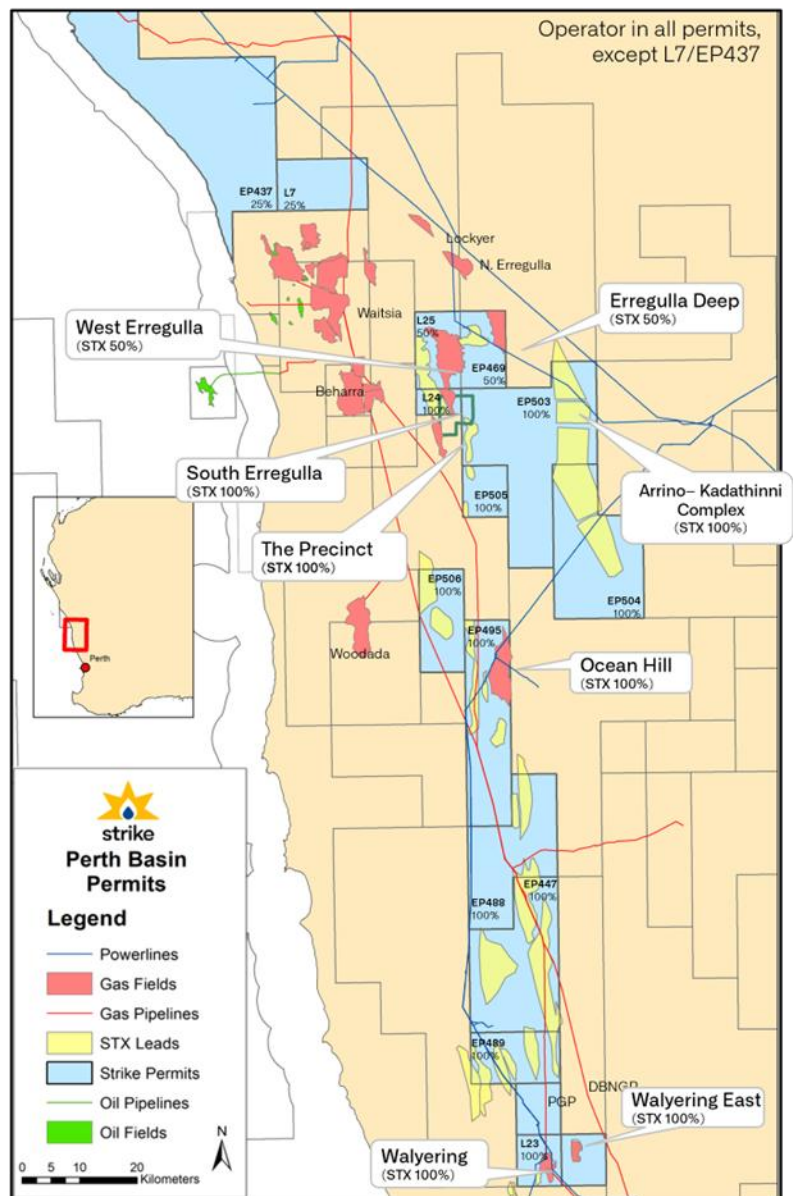 Operator in all permits,
except L7/EP437
EP437
25%
L7
25%
Lockyer
N. Erregulla
Waitsia
West Erregulla
(STX 50%)
Erregulla Deep
(STX 50%)
L25
50%
EP469
50%
Beharra
L24
100%
EP503
100%
South Erregulla
(STX 100%)
Arrino– Kadathinni
Complex
(STX 100%)
EP505
100%
The Precinct
(STX 100%)
EP506
100%
EP504
100%
EP495
100%
Woodada
Ocean Hill
(STX 100%)
Perth
strike
Perth Basin
Permits
Legend
Powerlines
Gas Fields
Gas Pipelines
STX Leads
Strike Permits
Oil Pipelines
Oil Fields
N
0 5 10 20
Kilometers
EP447
100%
EP488
100%
EP489
100%
DBNGP
PGP
Walyering East
(STX 100%)
L23
100%
Walyering
(STX 100%)